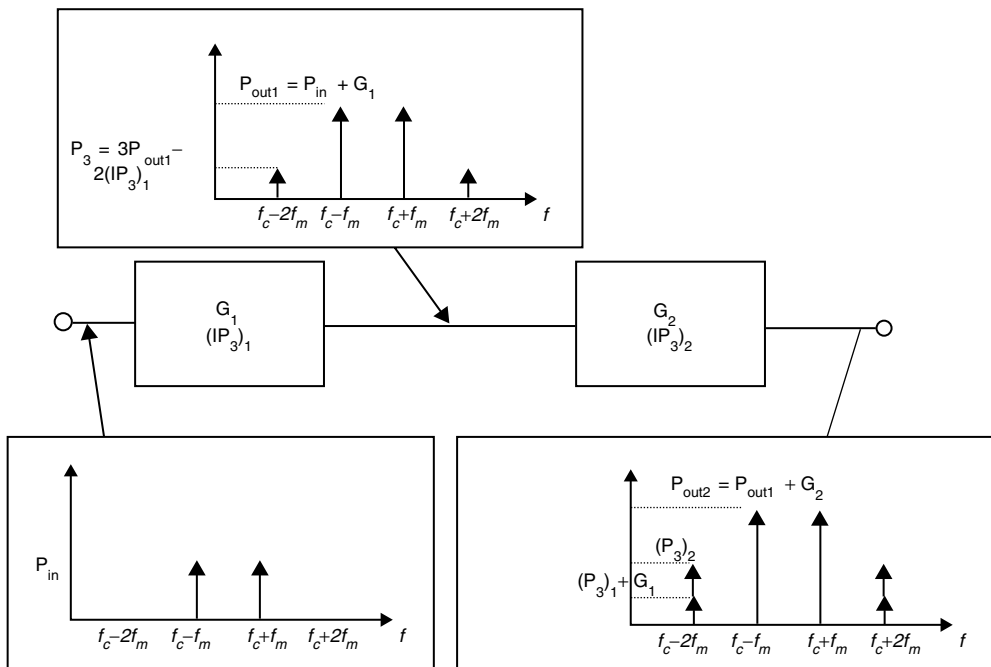 P_out1 = P_in + G_1
P_3 = 3P_out1 –
2(IP_3)_1
f_c–2f_m f_c–f_m f_c+f_m f_c+2f_m f
G_1
(IP_3)_1
G_2
(IP_3)_2
P_in
f_c–2f_m f_c–f_m f_c+f_m f_c+2f_m f
P_out2 = P_out1 + G_2
(P_3)_2
(P_3)_1 + G_1
f_c–2f_m f_c–f_m f_c+f_m f_c+2f_m f